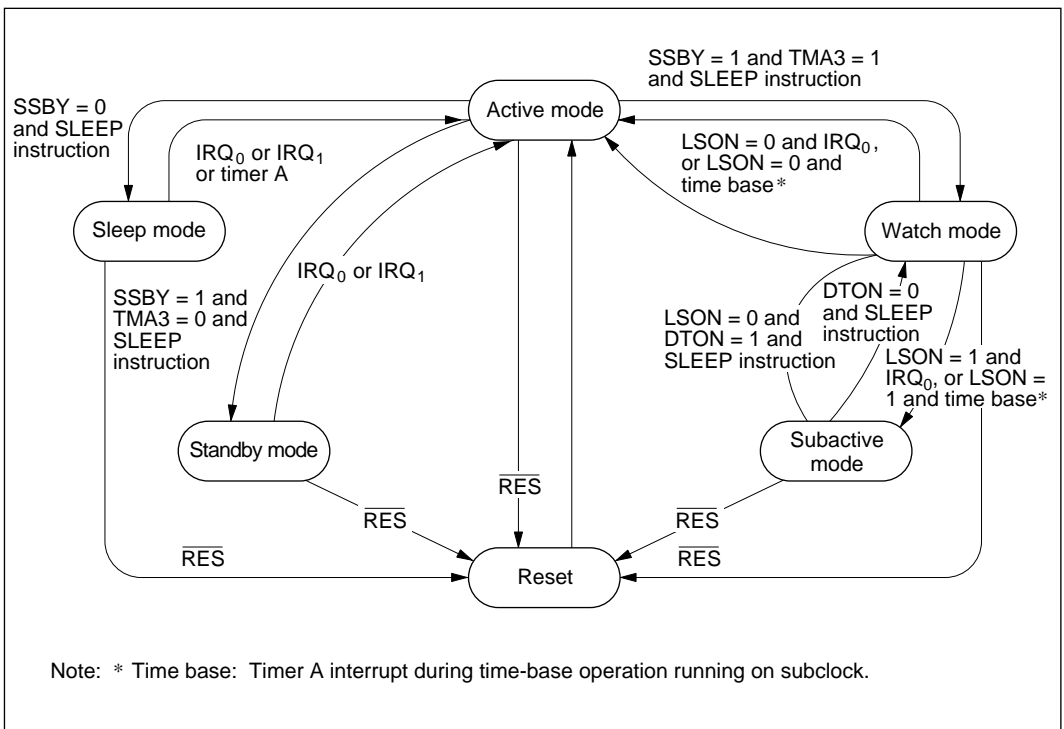 SSBY = 1 and TMA3 = 1
and SLEEP instruction
Active mode
SSBY = 0
and SLEEP
instruction
IRQ0 or IRQ1
or timer A
LSON = 0 and IRQ0,
or LSON = 0 and
time base*
Sleep mode
Watch mode
IRQ0 or IRQ1
SSBY = 1 and
TMA3 = 0 and
SLEEP
instruction
LSON = 0 and
DTON = 1 and
SLEEP instruction
DTON = 0
and SLEEP
instruction
LSON = 1 and
IRQ0, or LSON =
1 and time base*
Standby mode
Subactive
mode
RES
RES
RES
RES
RES
Reset
Note: * Time base: Timer A interrupt during time-base operation running on subclock.